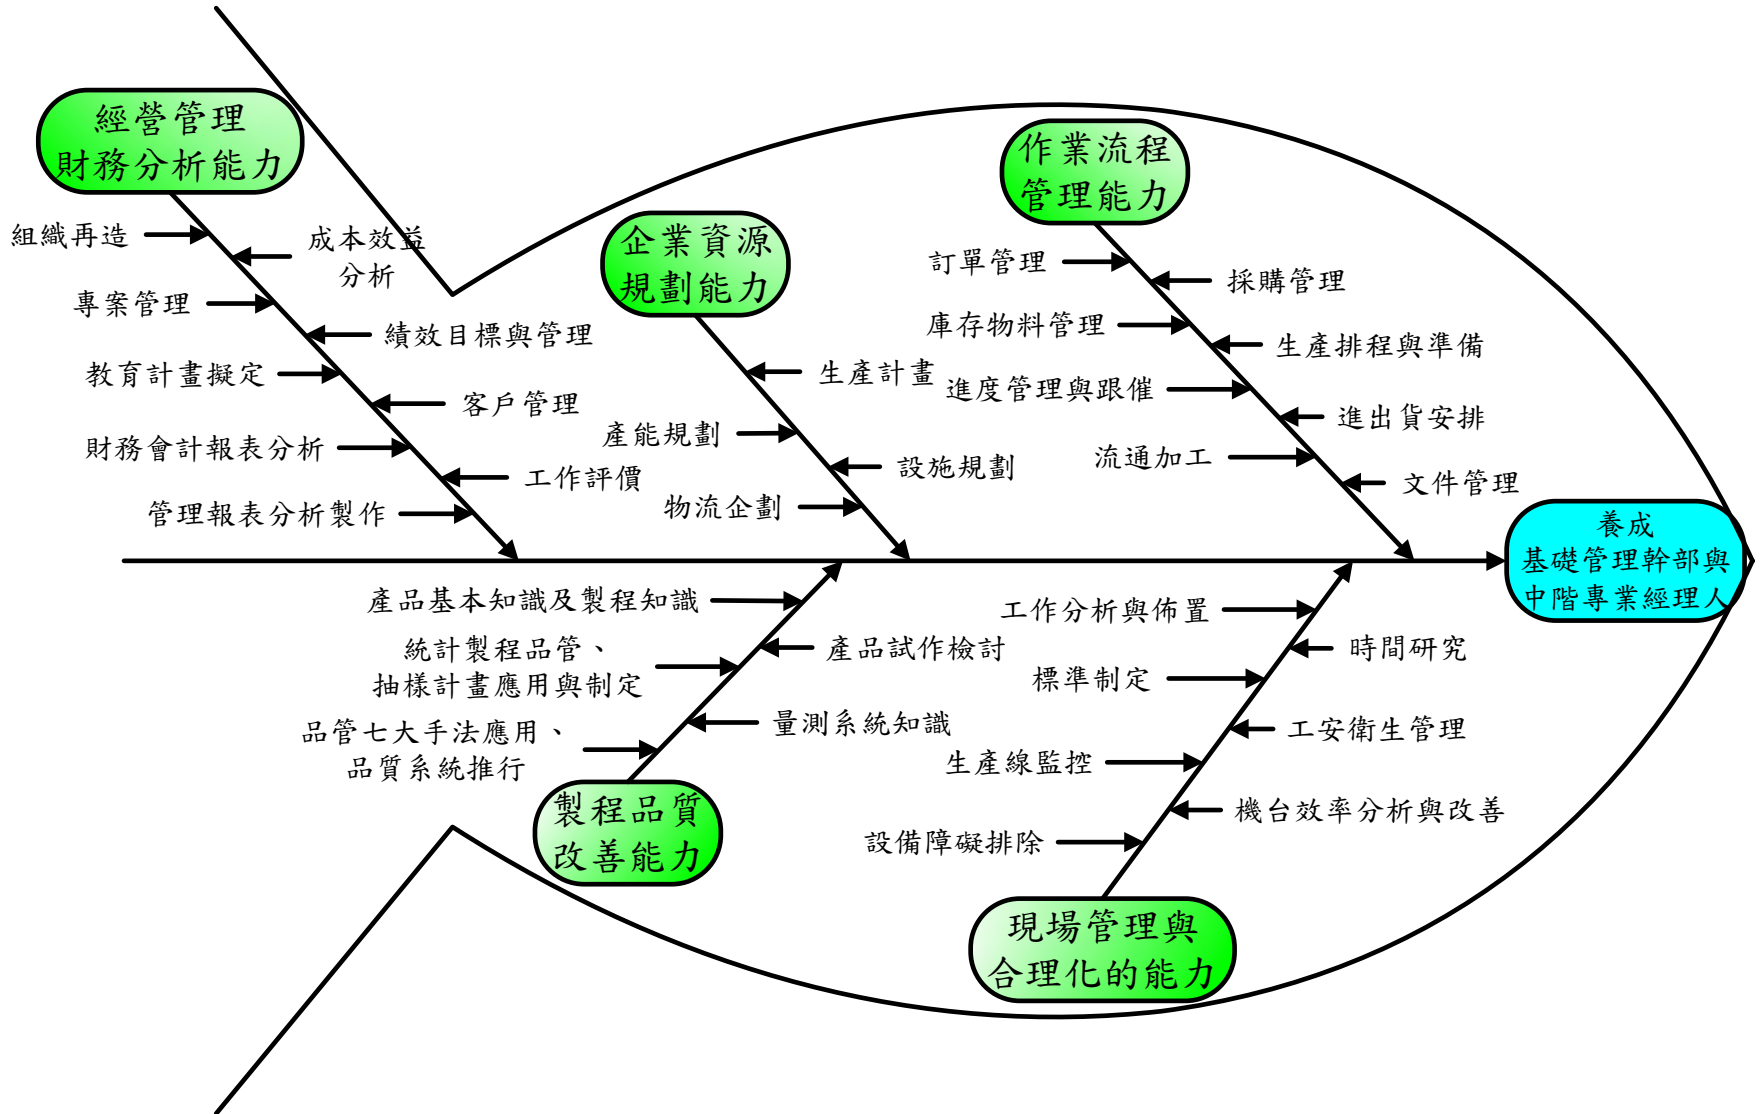 經營管理
財務分析能力
組織再造
成本效益
分析
專案管理
績效目標與管理
教育計畫擬定
客戶管理
財務會計報表分析
工作評價
管理報表分析製作
企業資源
規劃能力
生產計畫
產能規劃
設施規劃
物流企劃
作業流程
管理能力
訂單管理
採購管理
庫存物料管理
生產排程與準備
進度管理與跟催
進出貨安排
流通加工
文件管理
養成
基礎管理幹部與
中階專業經理人
產品基本知識及製程知識
統計製程品管、
抽樣計畫應用與制定
產品試作檢討
品管七大手法應用、
品質系統推行
量測系統知識
製程品質
改善能力
工作分析與佈置
時間研究
標準制定
工安衛生管理
生產線監控
機台效率分析與改善
設備障礙排除
現場管理與
合理化的能力